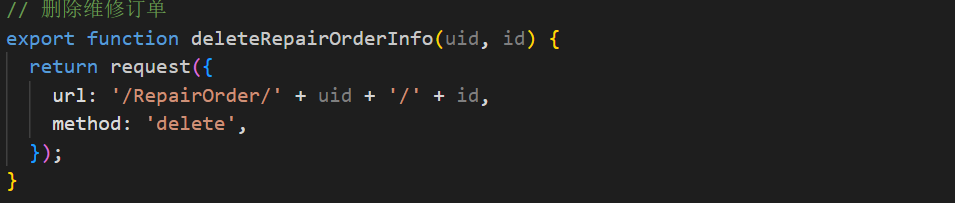 // 删除维修订单
export function deleteRepairOrderInfo(uid, id) {
  return request({
    url: '/RepairOrder/' + uid + '/' + id,
    method: 'delete',
  });
}